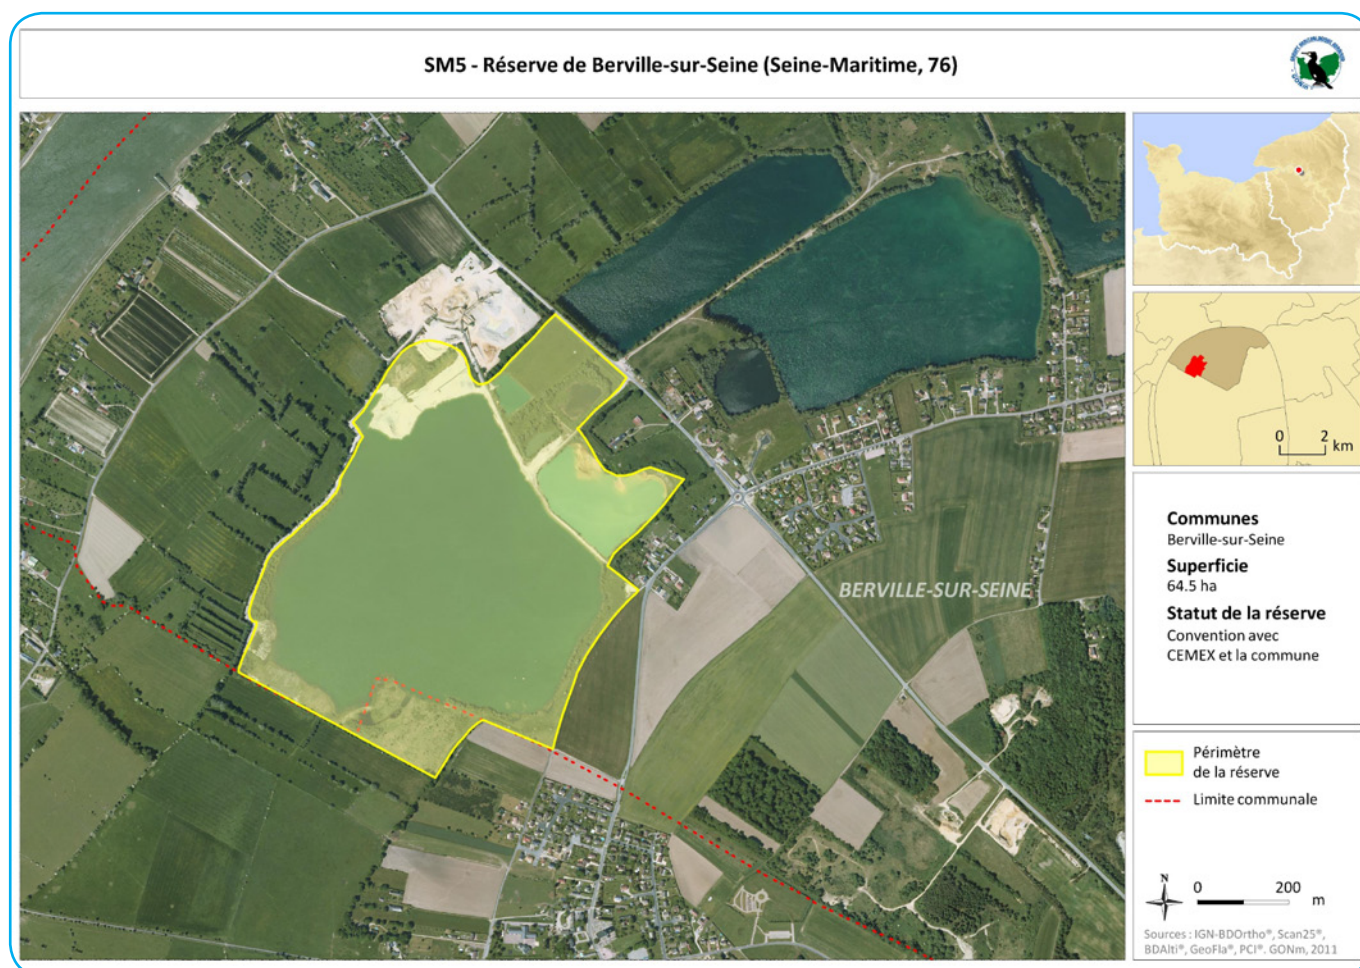 SM5 - Réserve de Berville-sur-Seine (Seine-Maritime, 76)
BERVILLE-SUR-SEINE
0 2
km
Communes
Berville-sur-Seine
Superficie
64.5 ha
Statut de la réserve
Convention avec
CEMEX et la commune
Périmètre
de la réserve
Limite communale
N
0 200
m
Sources : IGN-BDOrtho®, Scan25®,
BDAlti®, GeoFla®, PCI®. GONm, 2011